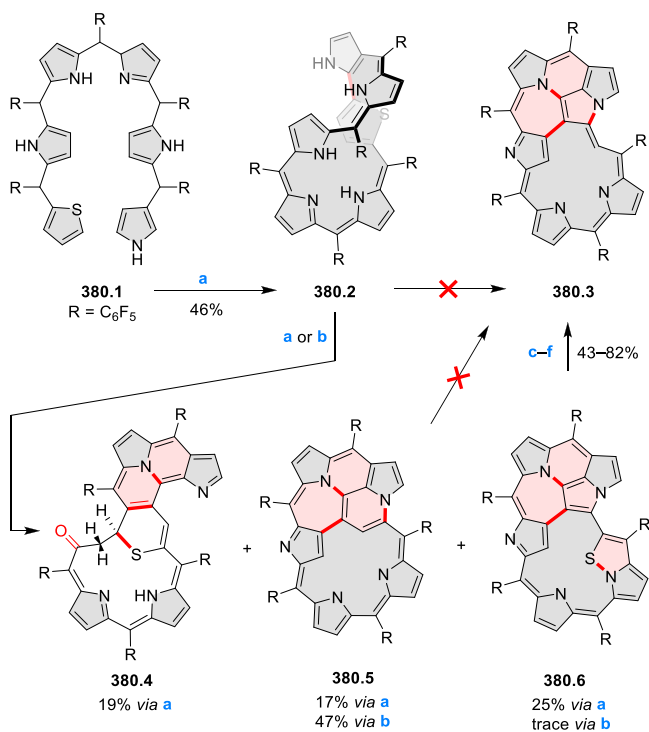 R
R
R
R
R
NH
N
NH
HN
S
N
H
R
N
H
HN
S
R
R
NH
N
HN
R
R
R
R
N
N
N
R
R
N
N
R
380.1
R = C6F5
a
46%
380.2
380.3
a or b
c–f
43–82%
R
R
N
N
O
H
H
S
R
R
N
HN
R
+
R
R
N
N
N
R
R
N
N
R
+
R
R
N
N
N
S
N
R
N
R
380.4
19% via a
380.5
17% via a
47% via b
380.6
25% via a
trace via b